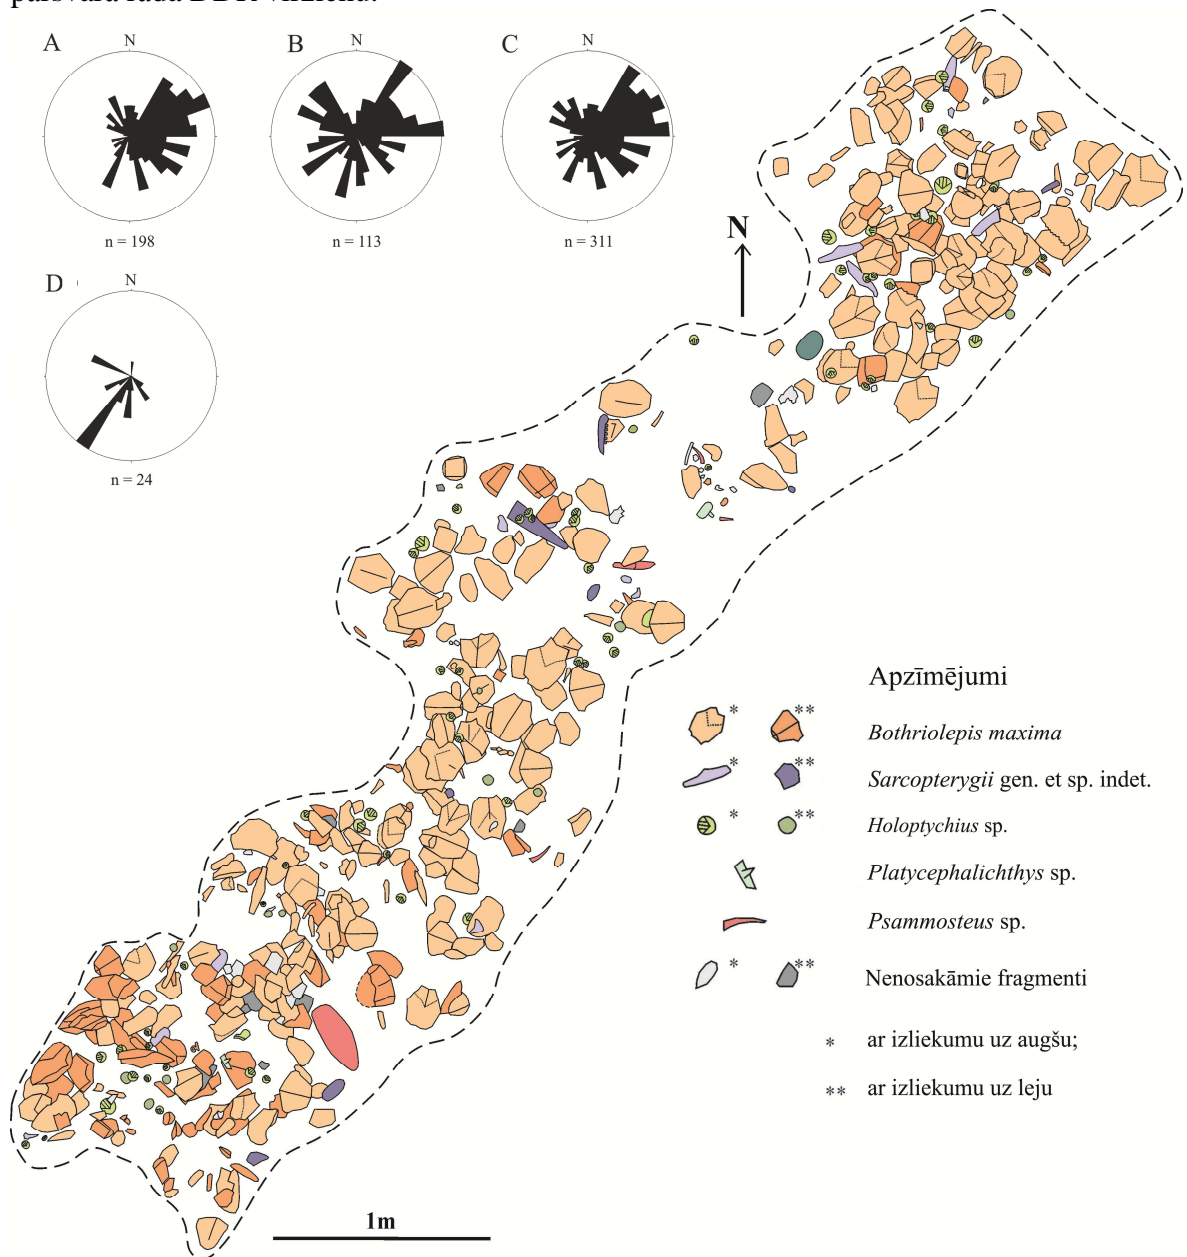 A
N
n = 198
B
N
n = 113
C
N
n = 311
D
N
n = 24
N
Apzīmējumi
* ** Bothriolepis maxima
* ** Sarcopterygii gen. et sp. indet.
* ** Holoptychius sp.
Platycephalichthys sp.
Psammosteus sp.
* ** Nenosakāmie fragmenti
* ar izliekumu uz augšu;
** ar izliekumu uz leju
1m